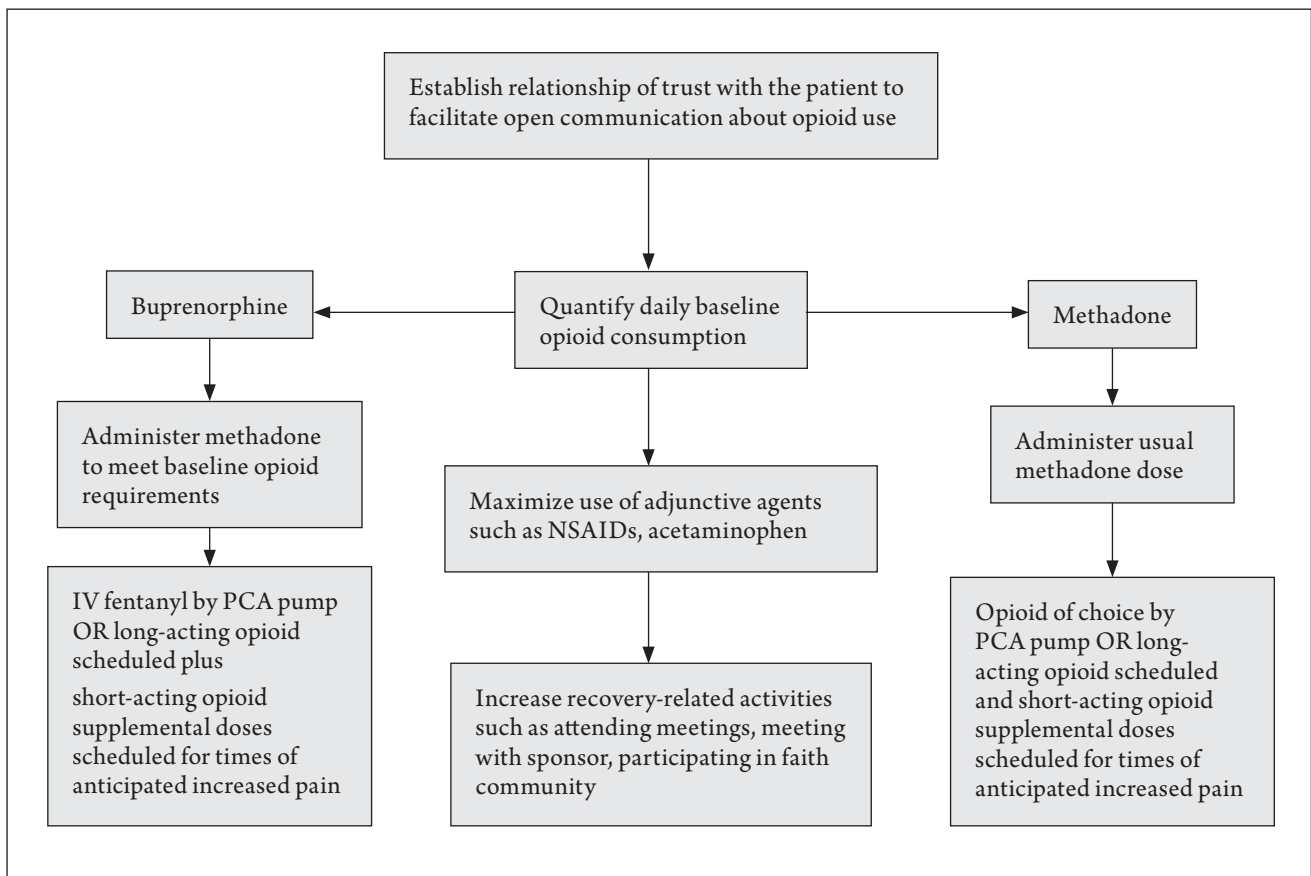 Establish relationship of trust with the patient to
facilitate open communication about opioid use
Buprenorphine
Quantify daily baseline
opioid consumption
Methadone
Administer methadone
to meet baseline opioid
requirements
Maximize use of adjunctive agents
such as NSAIDs, acetaminophen
Administer usual
methadone dose
IV fentanyl by PCA pump
OR long-acting opioid
scheduled plus
short-acting opioid
supplemental doses
scheduled for times of
anticipated increased pain
Increase recovery-related activities
such as attending meetings, meeting
with sponsor, participating in faith
community
Opioid of choice by
PCA pump OR long-
acting opioid scheduled
and short-acting opioid
supplemental doses
scheduled for times of
anticipated increased pain